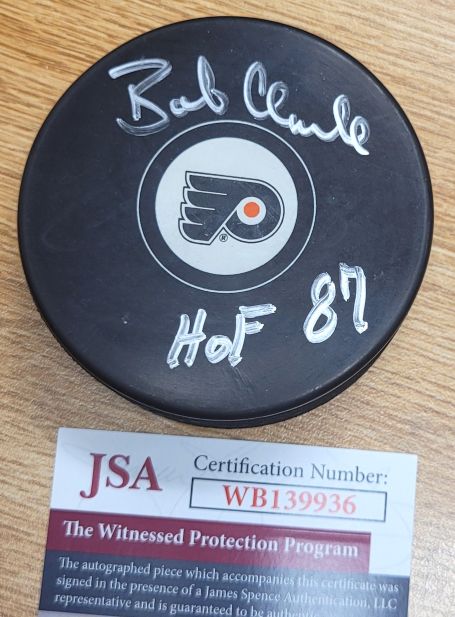 Bob Clarke
®
HOF 87
JSA
Certification Number:
WB139936
The Witnessed Protection Program
The autographed piece which accompanies this certificate was
signed in the presence of a James Spence Authentication, LLC
representative and is guaranteed to be